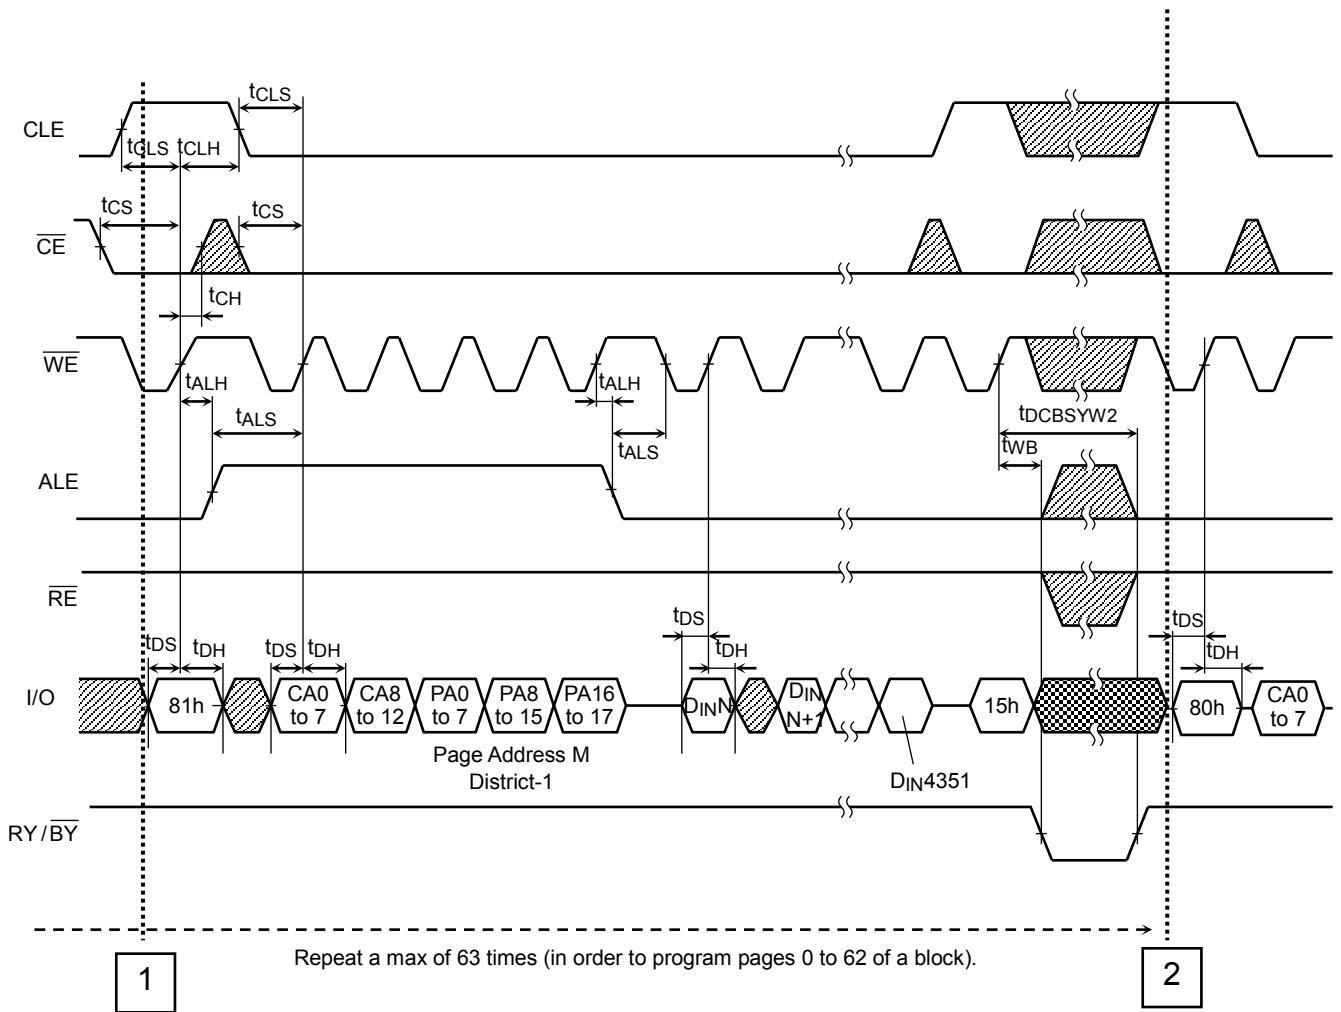 tCLS
CLE
tCLS tCLH
tCS tCS
CE
tCH
WE
tALH tALH
tALS tDCBSYW2
tALS tWB
ALE
RE
tDS tDH tDS tDH tDS tDH tDS tDH
I/O 81h CA0 to 7 CA8 to 12 PA0 to 7 PA8 to 15 PA16 to 17 DINN DIN N+1 15h 80h CA0 to 7
Page Address M
District-1
DIN4351
RY/BY
Repeat a max of 63 times (in order to program pages 0 to 62 of a block).
1 2